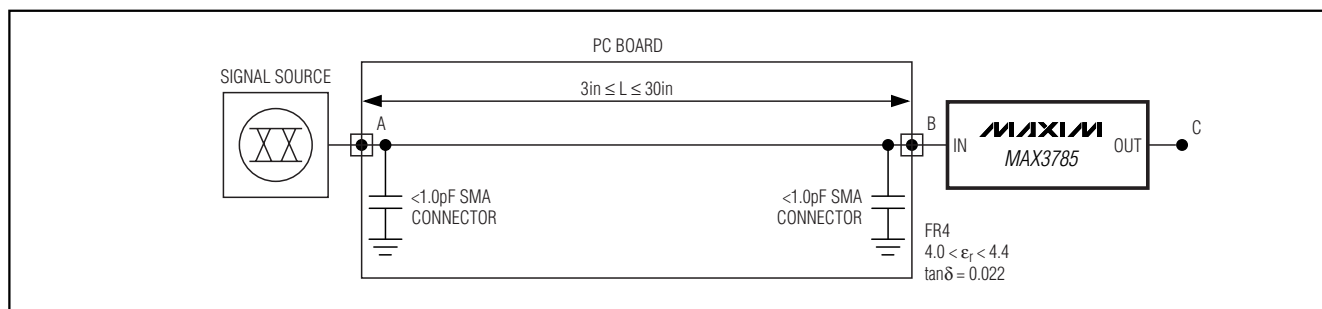 PC BOARD
SIGNAL SOURCE
3in ≤ L ≤ 30in
A
B
C
IN
MAXIM
MAX3785
OUT
<1.0pF SMA
CONNECTOR
<1.0pF SMA
CONNECTOR
FR4
4.0 < εr < 4.4
tanδ = 0.022